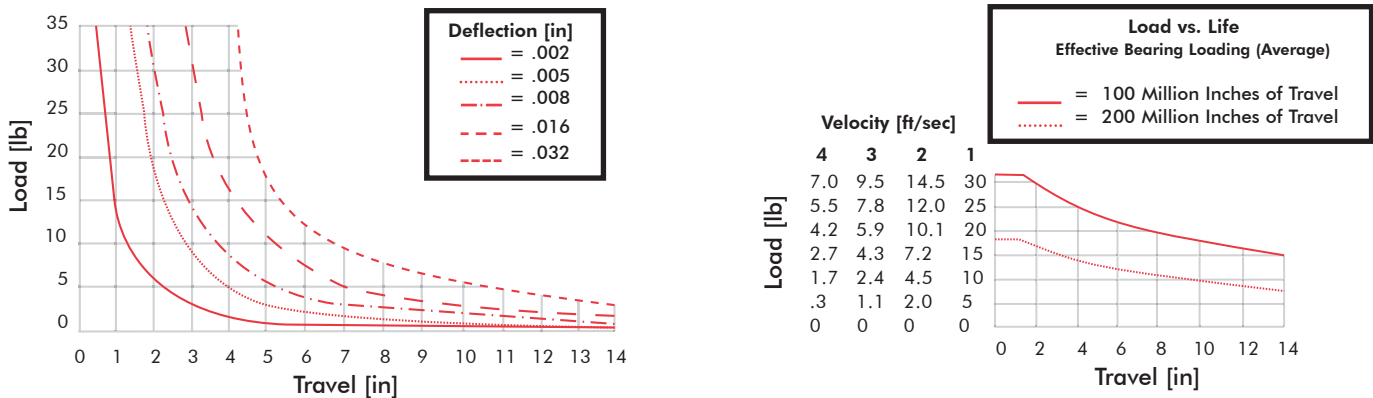 35
30
25
20
15
10
5
0
Load [lb]
0 1 2 3 4 5 6 7 8 9 10 11 12 13 14
Travel [in]
Deflection [in]
= .002
= .005
= .008
= .016
= .032
Load vs. Life
Effective Bearing Loading (Average)
= 100 Million Inches of Travel
= 200 Million Inches of Travel
Velocity [ft/sec]
4 3 2 1
7.0 9.5 14.5 30
5.5 7.8 12.0 25
4.2 5.9 10.1 20
2.7 4.3 7.2 15
1.7 2.4 4.5 10
.3 1.1 2.0 5
0 0 0 0
Load [lb]
0 2 4 6 8 10 12 14
Travel [in]